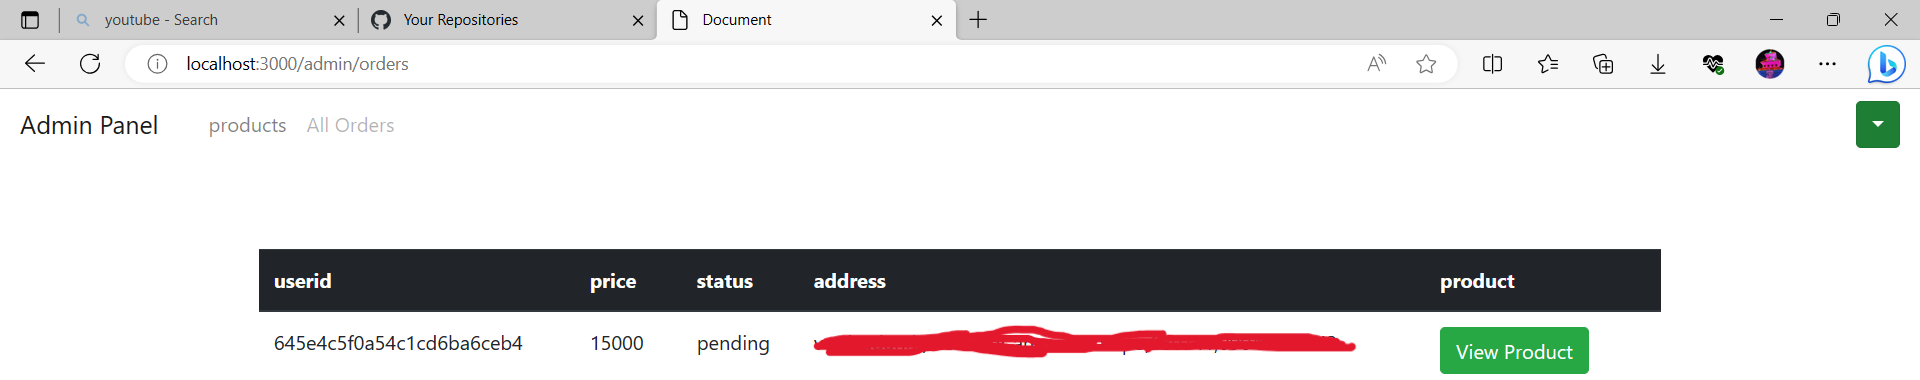 youtube - Search
Your Repositories
Document
localhost:3000/admin/orders
Admin Panel products All Orders
userid price status address product
645e4c5f0a54c1cd6ba6ceb4 15000 pending View Product